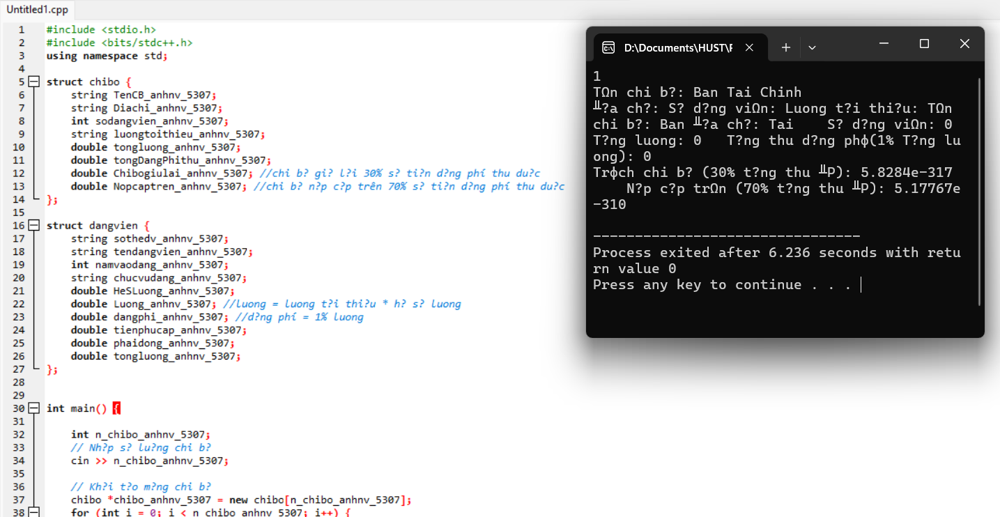 Untitled1.cpp
1 #include <stdio.h>
2 #include <bits/stdc++.h>
3 using namespace std;
4
5 struct chibo {
6 string TenCB_anhnv_5307;
7 string Diachi_anhnv_5307;
8 int sodangvien_anhnv_5307;
9 string luongtoithieu_anhnv_5307;
10 double tongluong_anhnv_5307;
11 double tongDangPhithu_anhnv_5307;
12 double Chibogiulai_anhnv_5307; //chi b? gi? l?i 30% s? ti?n d?ng phí thu du?c
13 double Nopcaptren_anhnv_5307; //chi b? n?p c?p trên 70% s? ti?n d?ng phí thu du?c
14 };
15
16 struct dangvien {
17 string sothedv_anhnv_5307;
18 string tendangvien_anhnv_5307;
19 int namvaodang_anhnv_5307;
20 string chucvudang_anhnv_5307;
21 double HeSLuong_anhnv_5307;
22 double Luong_anhnv_5307; //luong = luong t?i thi?u * h? s? luong
23 double dangphi_anhnv_5307; //d?ng phí = 1% luong
24 double tienphucap_anhnv_5307;
25 double phaidong_anhnv_5307;
26 double tongluong_anhnv_5307;
27 };
28
29
30 int main() {
31
32 int n_chibo_anhnv_5307;
33 // Nh?p s? lu?ng chi b?
34 cin >> n_chibo_anhnv_5307;
35
36 // Kh?i t?o m?ng chi b?
37 chibo *chibo_anhnv_5307 = new chibo[n_chibo_anhnv_5307];
38 for (int i = 0; i < n_chibo_anhnv_5307; i++) {
D:\Documents\HUST\F
1
TΩn chi b?: Ban Tai Chinh
╨?a ch?: S? d?ng viΩn: Luong t?i thi?u: TΩn
chi b?: Ban ╨?a ch?: Tai S? d?ng viΩn: 0
T?ng luong: 0 T?ng thu d?ng phφ(1% T?ng lu
ong): 0
Trφch chi b? (30% t?ng thu ╨P): 5.8284e-317
N?p c?p trΩn (70% t?ng thu ╨P): 5.17767e
-310
--------------------------------
Process exited after 6.236 seconds with retu
rn value 0
Press any key to continue . . .